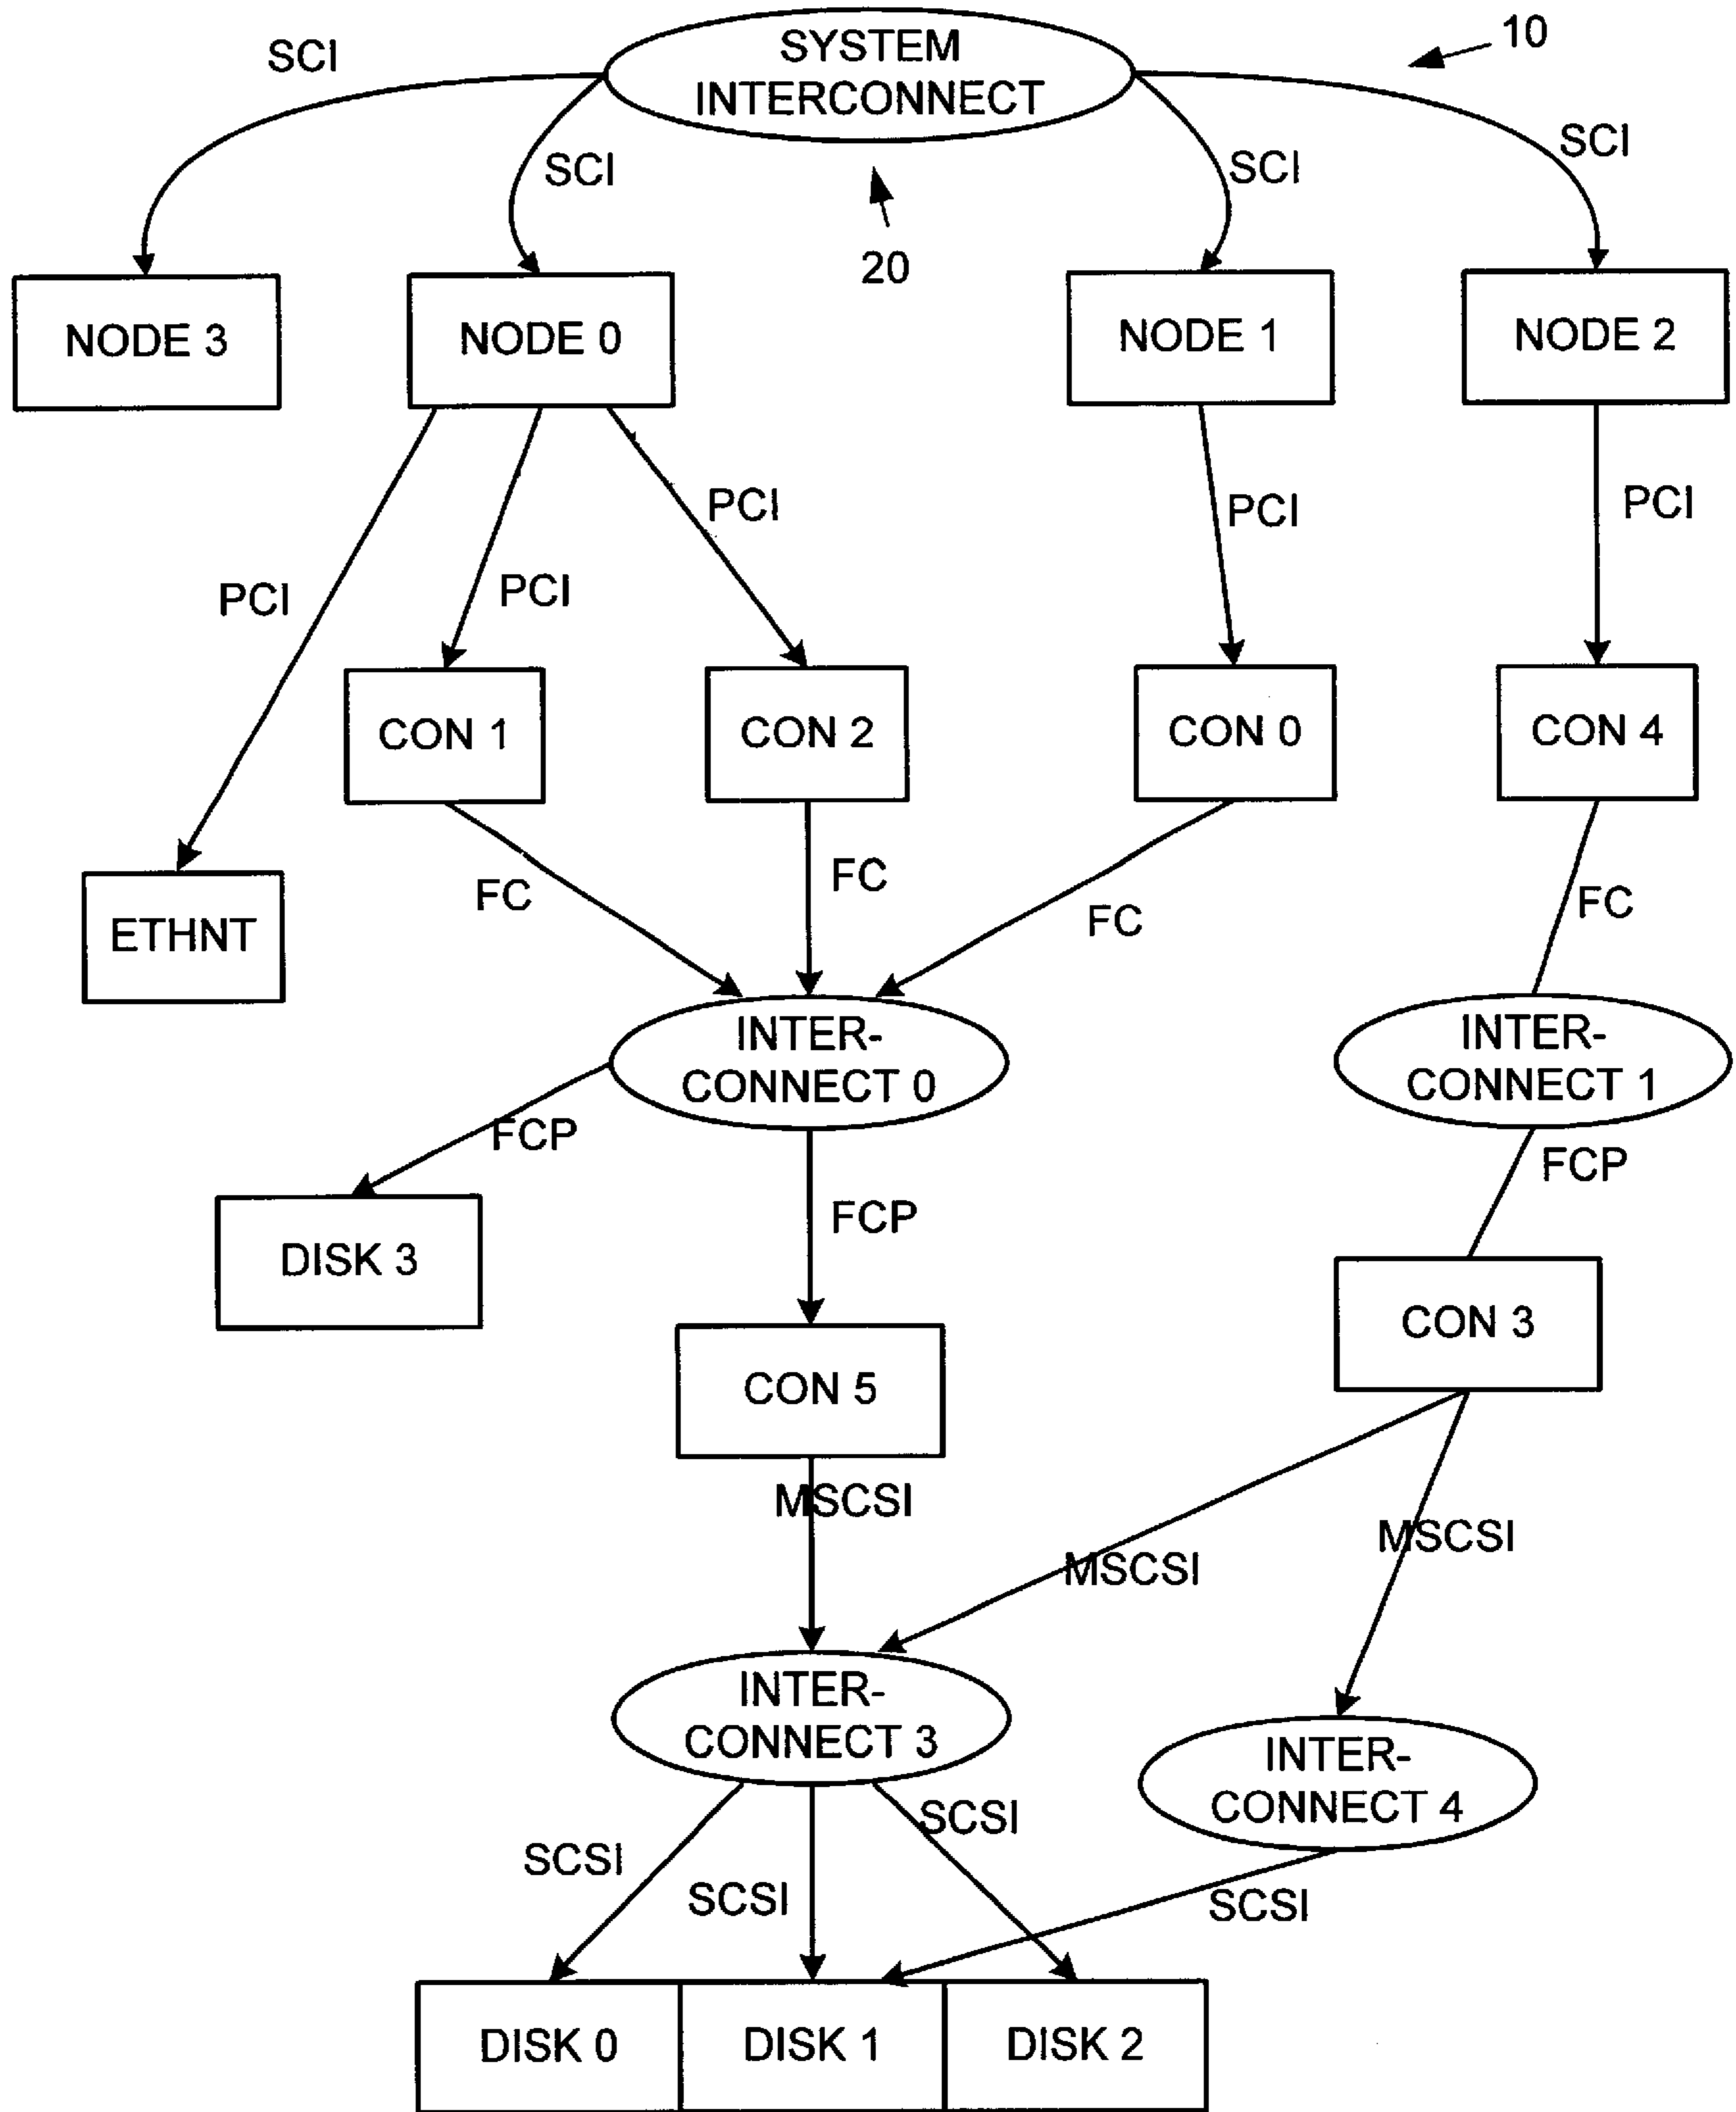 SYSTEM
INTERCONNECT
10
SCI
SCI
SCI
SCI
20
NODE 3
NODE 0
NODE 1
NODE 2
PCI
PCI
PCI
PCI
PCI
CON 1
CON 2
CON 0
CON 4
ETHNT
FC
FC
FC
FC
INTER-
CONNECT 0
INTER-
CONNECT 1
FCP
FCP
FCP
DISK 3
CON 5
CON 3
MSCSI
MSCSI
MSCSI
INTER-
CONNECT 3
INTER-
CONNECT 4
SCSI
SCSI
SCSI
SCSI
DISK 0
DISK 1
DISK 2